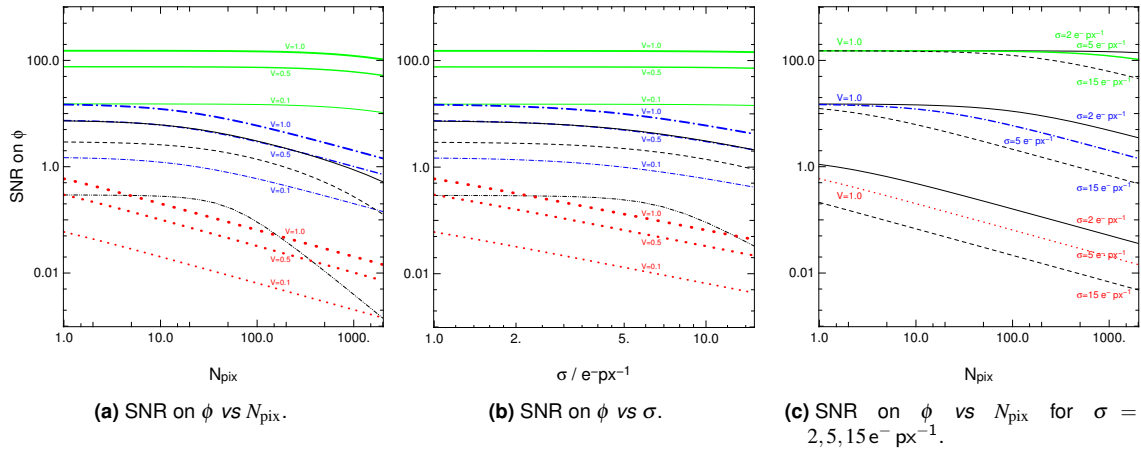 SNR on ϕ
100.0
1.0
0.01
V=1.0
V=0.5
V=0.1
V=1.0
V=0.5
V=0.1
V=1.0
V=0.5
V=0.1
1.0
10.0
100.0
1000.
Npix
(a) SNR on ϕ vs Npix.
100.0
1.0
0.01
V=1.0
V=0.5
V=0.1
V=1.0
V=0.5
V=0.1
V=1.0
V=0.5
V=0.1
1.0
2.
5.
10.0
σ / e⁻px⁻¹
(b) SNR on ϕ vs σ.
100.0
1.0
0.01
V=1.0
σ=2 e⁻ px⁻¹
σ=5 e⁻ px⁻¹
σ=15 e⁻ px⁻¹
V=1.0
σ=2 e⁻ px⁻¹
σ=5 e⁻ px⁻¹
σ=15 e⁻ px⁻¹
V=1.0
σ=2 e⁻ px⁻¹
σ=5 e⁻ px⁻¹
σ=15 e⁻ px⁻¹
1.0
10.0
100.0
1000.
Npix
(c) SNR on ϕ vs Npix for σ =
2,5,15 e⁻ px⁻¹.